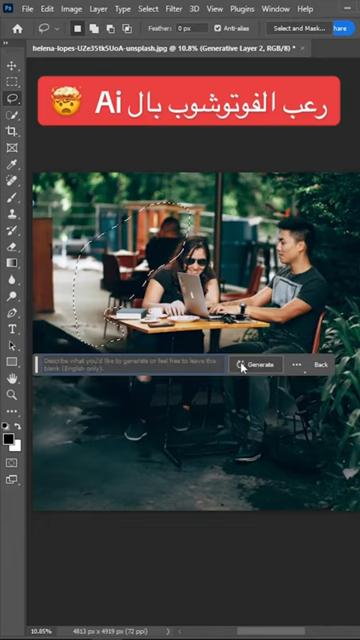 Ps File Edit Image Layer Type Select Filter 3D View Plugins Window Help
Feather: 0 px Anti-alias Select and Mask... hare
helena-lopes-UZe35tk5UoA-unsplash.jpg @ 10.8% (Generative Layer 2, RGB/8) *
رعب الفوتوشوب بال Ai
Describe what you'd like to generate or feel free to leave this
blank (English only).
Generate
Back
10.85% 4813 px x 4919 px (72 ppi)